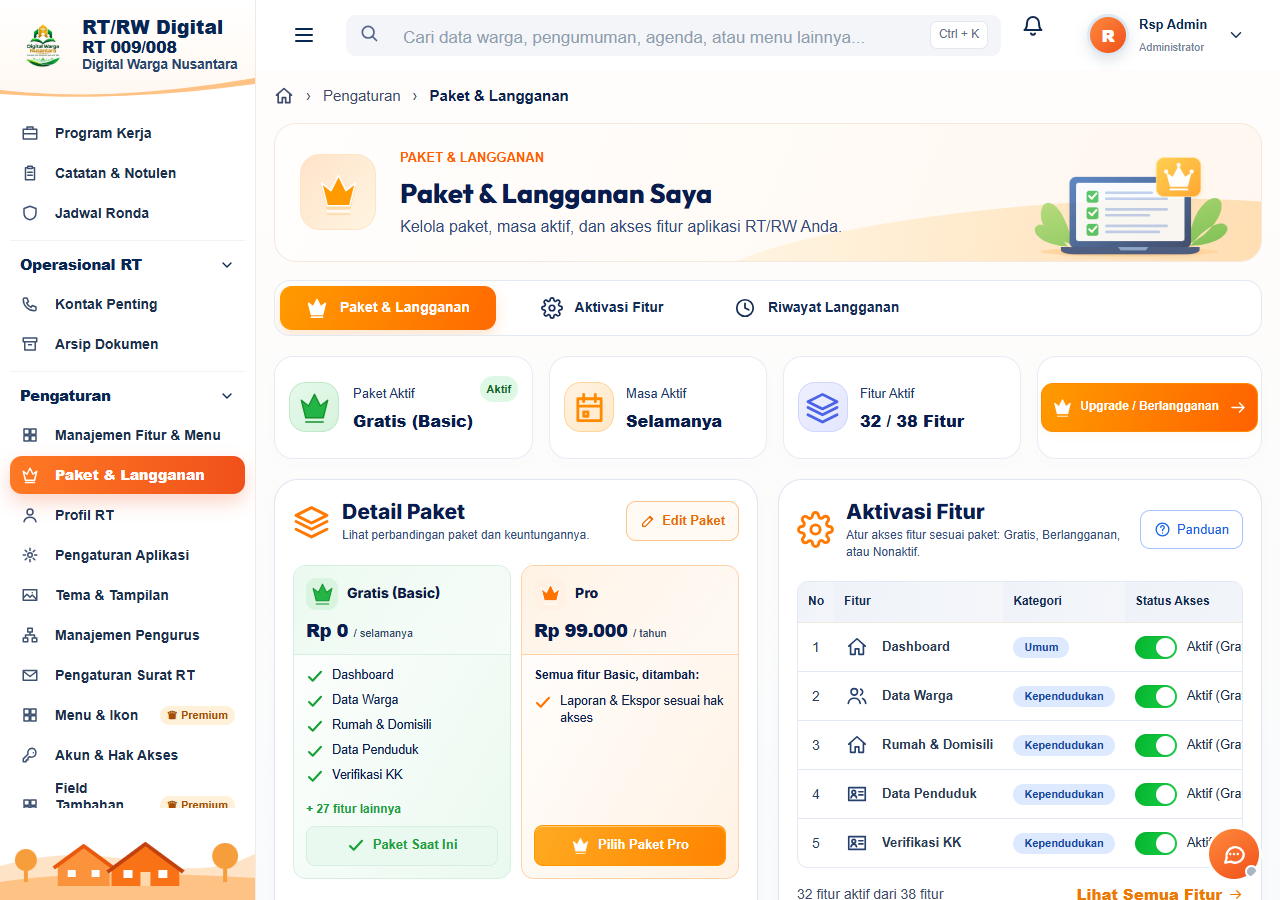 RT/RW Digital
RT 009/008
Digital Warga Nusantara
Program Kerja
Catatan & Notulen
Jadwal Ronda
Operasional RT
Kontak Penting
Arsip Dokumen
Pengaturan
Manajemen Fitur & Menu
Paket & Langganan
Profil RT
Pengaturan Aplikasi
Tema & Tampilan
Manajemen Pengurus
Pengaturan Surat RT
Menu & Ikon Premium
Akun & Hak Akses
Field
Tambahan Premium
Cari data warga, pengumuman, agenda, atau menu lainnya... Ctrl + K
R
Rsp Admin
Administrator
› Pengaturan › Paket & Langganan
PAKET & LANGGANAN
Paket & Langganan Saya
Kelola paket, masa aktif, dan akses fitur aplikasi RT/RW Anda.
Paket & Langganan Aktivasi Fitur Riwayat Langganan
Paket Aktif Aktif
Gratis (Basic)
Masa Aktif
Selamanya
Fitur Aktif
32 / 38 Fitur
Upgrade / Berlangganan →
Detail Paket
Lihat perbandingan paket dan keuntungannya.
Edit Paket
Gratis (Basic)
Rp 0 / selamanya
Dashboard
Data Warga
Rumah & Domisili
Data Penduduk
Verifikasi KK
+ 27 fitur lainnya
Paket Saat Ini
Pro
Rp 99.000 / tahun
Semua fitur Basic, ditambah:
Laporan & Ekspor sesuai hak
akses
Pilih Paket Pro
Aktivasi Fitur
Atur akses fitur sesuai paket: Gratis, Berlangganan,
atau Nonaktif.
Panduan
No Fitur Kategori Status Akses
1 Dashboard Umum Aktif (Gra
2 Data Warga Kependudukan Aktif (Gra
3 Rumah & Domisili Kependudukan Aktif (Gra
4 Data Penduduk Kependudukan Aktif (Gra
5 Verifikasi KK Kependudukan
32 fitur aktif dari 38 fitur Lihat Semua Fitur →